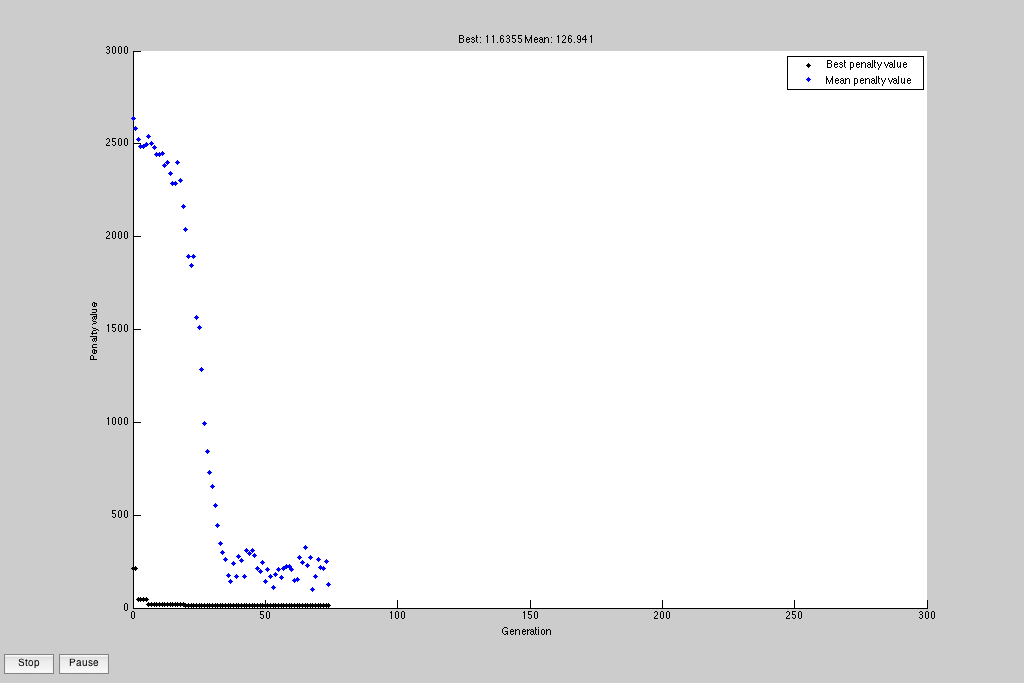 Best: 11.6355 Mean: 126.941
3000
2500
2000
1500
1000
500
0
Penalty value
Best penalty value
Mean penalty value
0 50 100 150 200 250 300
Generation
Stop Pause